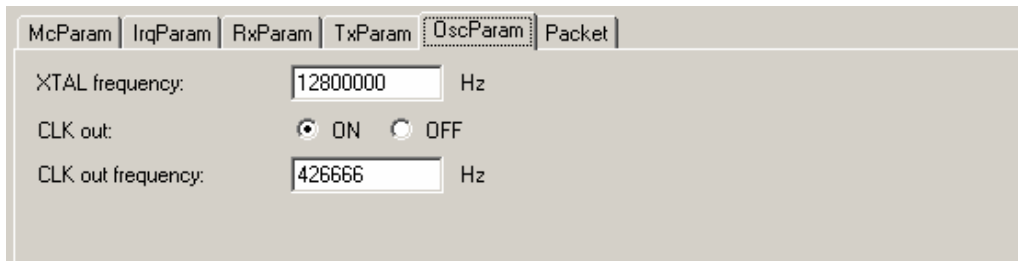 McParam IrqParam RxParam TxParam OscParam Packet
XTAL frequency: 12800000 Hz
CLK out: ON OFF
CLK out frequency: 426666 Hz